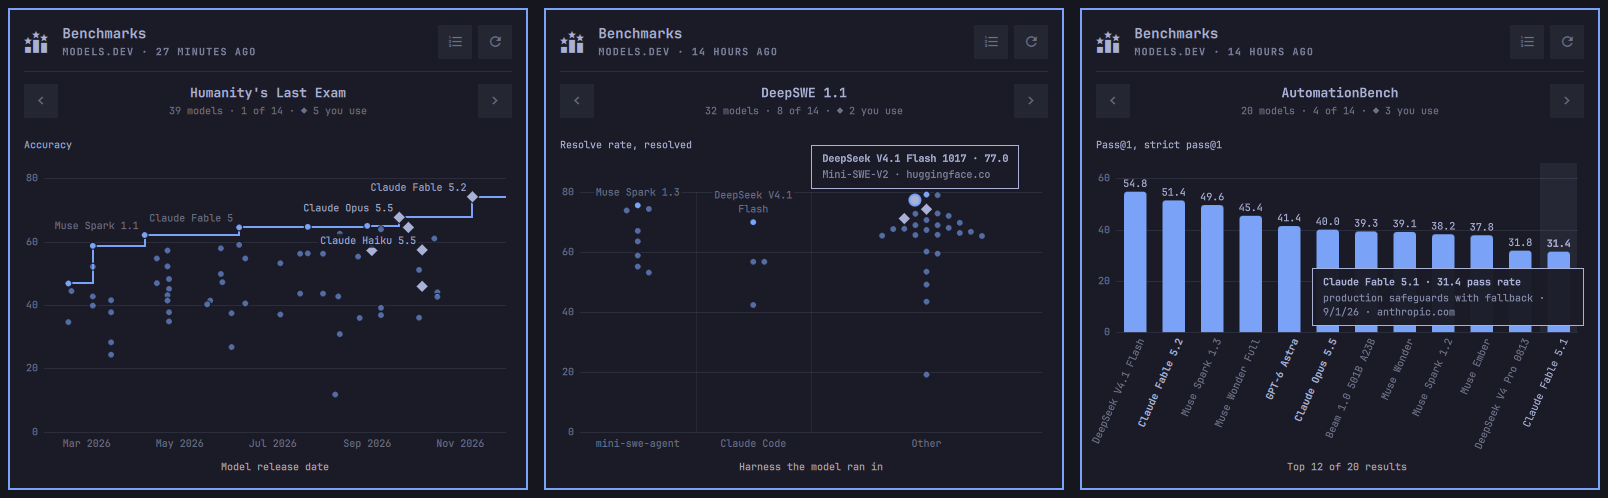 Benchmarks
MODELS.DEV · 27 MINUTES AGO
Humanity's Last Exam
39 models · 1 of 14 · ◆ 5 you use
Accuracy
80
60
40
20
0
Claude Fable 5.2
Claude Opus 5.5
Claude Fable 5
Muse Spark 1.1
Claude Haiku 5.5
Mar 2026
May 2026
Jul 2026
Sep 2026
Nov 2026
Model release date
Benchmarks
MODELS.DEV · 14 HOURS AGO
DeepSWE 1.1
32 models · 8 of 14 · ◆ 2 you use
Resolve rate, resolved
DeepSeek V4.1 Flash 1017 · 77.0
Mini-SWE-V2 · huggingface.co
80
60
40
20
0
Muse Spark 1.3
DeepSeek V4.1
Flash
mini-swe-agent
Claude Code
Other
Harness the model ran in
Benchmarks
MODELS.DEV · 14 HOURS AGO
AutomationBench
20 models · 4 of 14 · ◆ 3 you use
Pass@1, strict pass@1
60
40
20
0
54.8
51.4
49.6
45.4
41.4
40.0
39.3
39.1
38.2
37.8
31.8
31.4
Claude Fable 5.1 · 31.4 pass rate
production safeguards with fallback ·
9/1/26 · anthropic.com
DeepSeek V4.1 Flash
Claude Fable 5.2
Muse Spark 1.3
Muse Wonder Full
GPT-6 Astra
Claude Opus 5.5
Beam 1.0 501B A23B
Muse Wonder
Muse Spark 1.2
Muse Ember
DeepSeek V4 Pro 0813
Claude Fable 5.1
Top 12 of 20 results